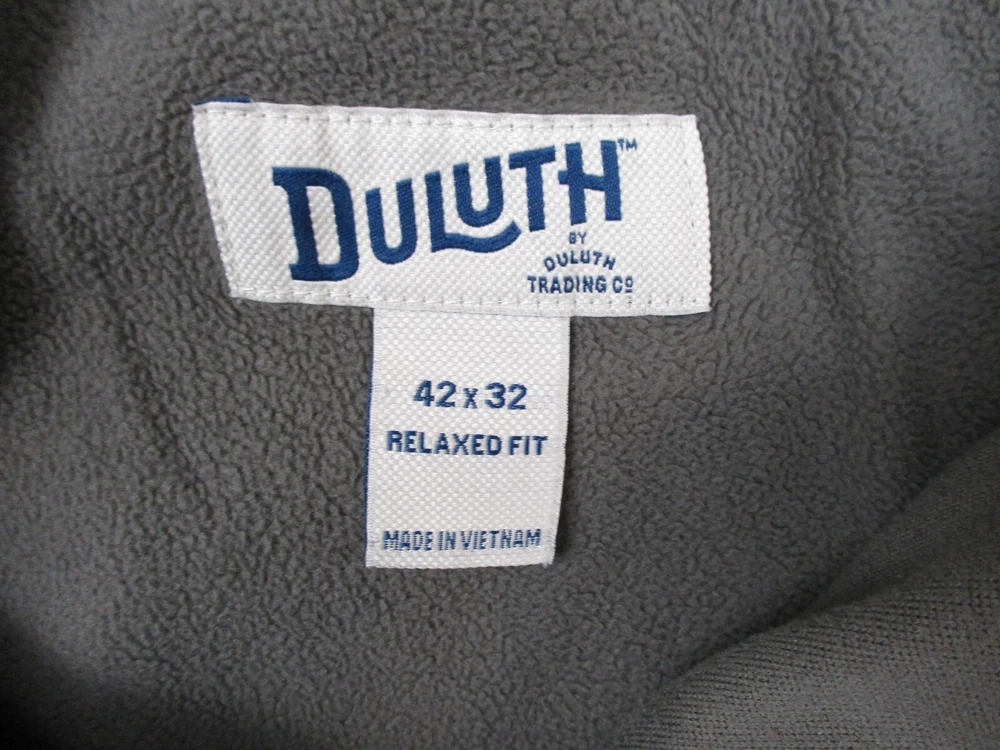 DULUTH™
BY
DULUTH
TRADING Cº
42 x 32
RELAXED FIT
MADE IN VIETNAM